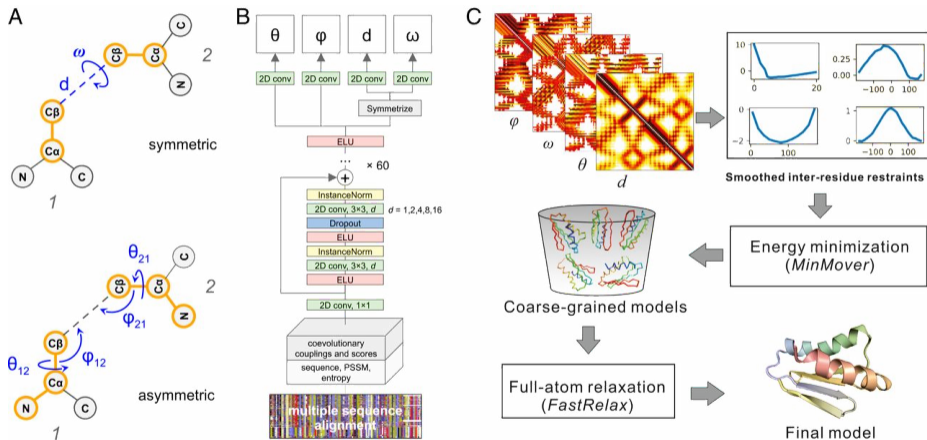 A
C
Cβ
Cα
2
ω
d
N
Cβ
Cα
N
C
symmetric
1
θ21
C
Cβ
Cα
2
φ21
N
Cβ
φ12
θ12
Cα
asymmetric
N
C
1
B
θ
φ
d
ω
2D conv
2D conv
2D conv
2D conv
Symmetrize
ELU
... × 60
+
InstanceNorm
2D conv, 3×3, d
d = 1,2,4,8,16
Dropout
ELU
InstanceNorm
2D conv, 3×3, d
ELU
2D conv, 1×1
coevolutionary
couplings and scores
sequence, PSSM,
entropy
multiple sequence
alignment
C
φ
ω
θ
d
10
0
0
20
0.05
0.00
−100
0
100
0
−2
0
100
1
0
−100
0
100
Smoothed inter-residue restraints
Energy minimization
(MinMover)
Coarse-grained models
Full-atom relaxation
(FastRelax)
Final model